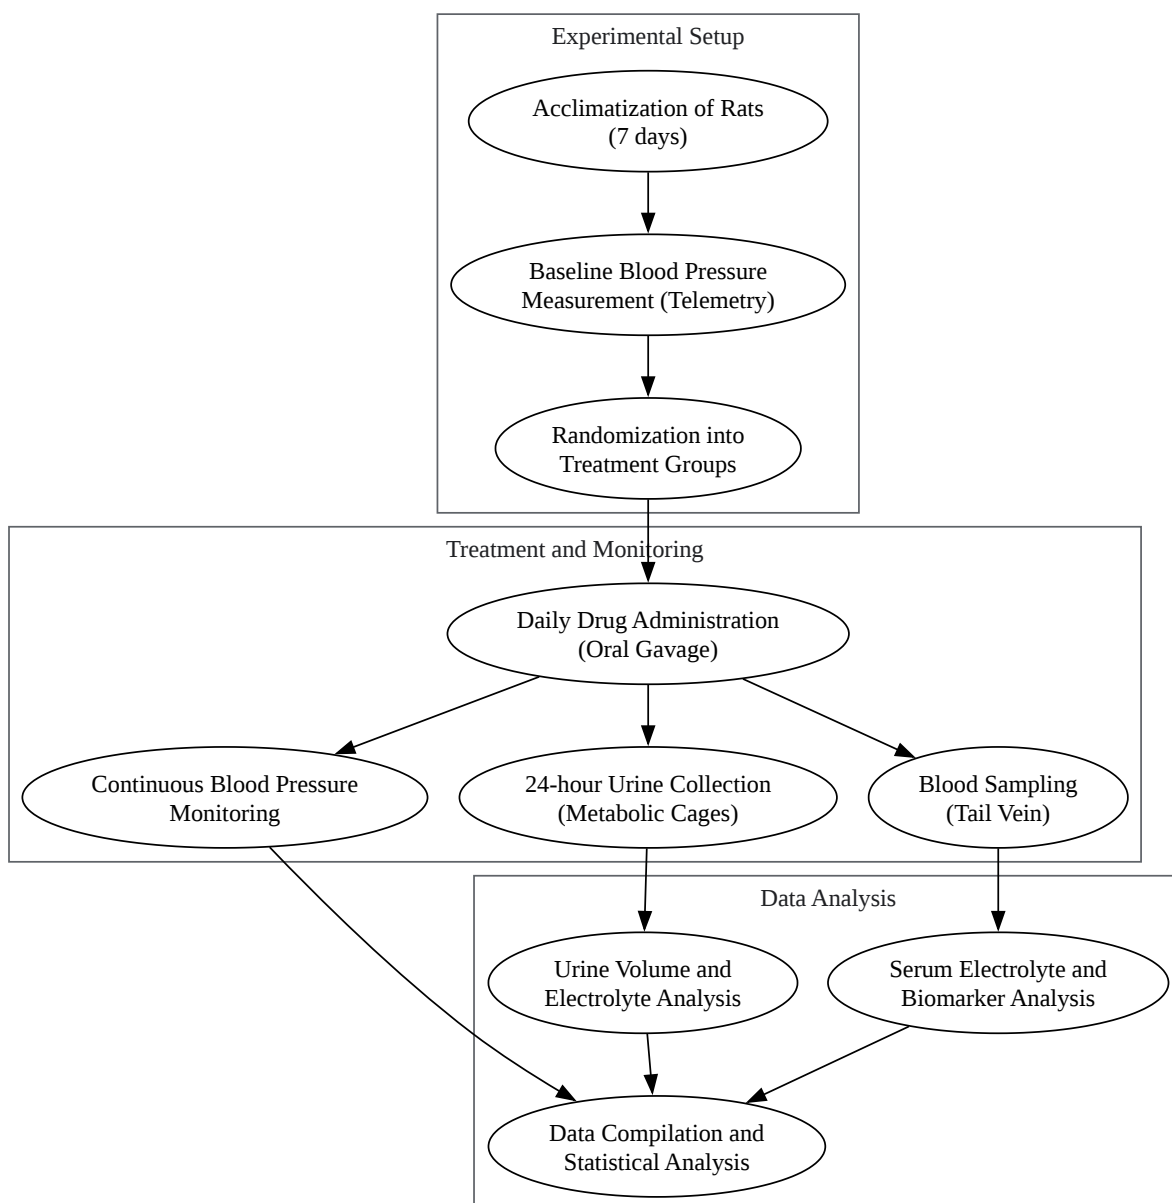 Experimental Setup
Acclimatization of Rats
(7 days)
Baseline Blood Pressure
Measurement (Telemetry)
Randomization into
Treatment Groups
Treatment and Monitoring
Daily Drug Administration
(Oral Gavage)
Continuous Blood Pressure
Monitoring
24-hour Urine Collection
(Metabolic Cages)
Blood Sampling
(Tail Vein)
Data Analysis
Urine Volume and
Electrolyte Analysis
Serum Electrolyte and
Biomarker Analysis
Data Compilation and
Statistical Analysis